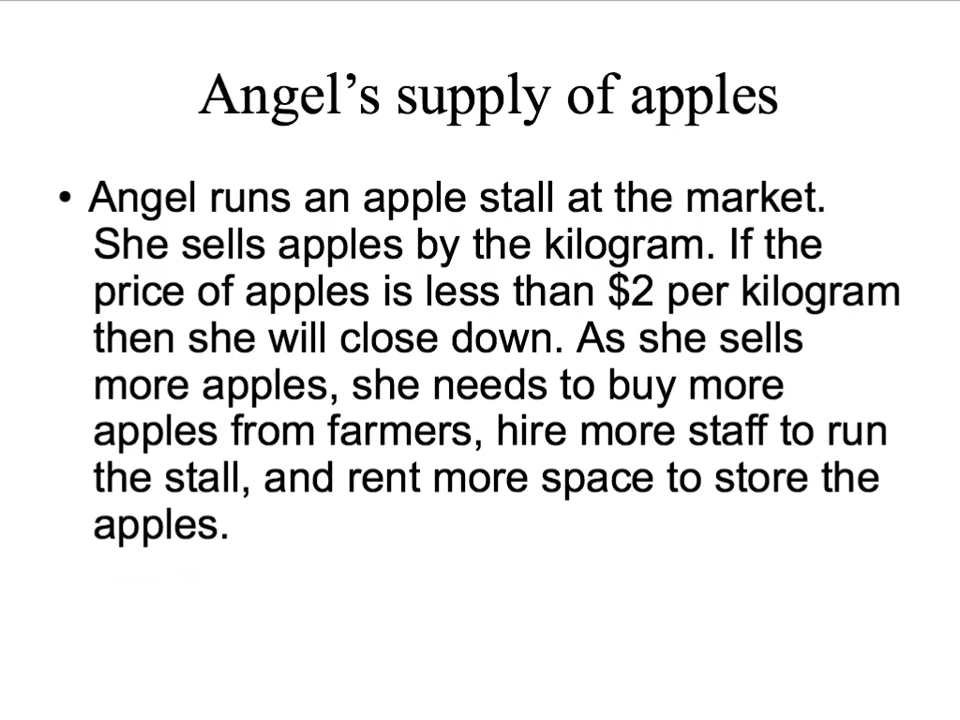 Angel’s supply of apples
• Angel runs an apple stall at the market.
She sells apples by the kilogram. If the
price of apples is less than $2 per kilogram
then she will close down. As she sells
more apples, she needs to buy more
apples from farmers, hire more staff to run
the stall, and rent more space to store the
apples.